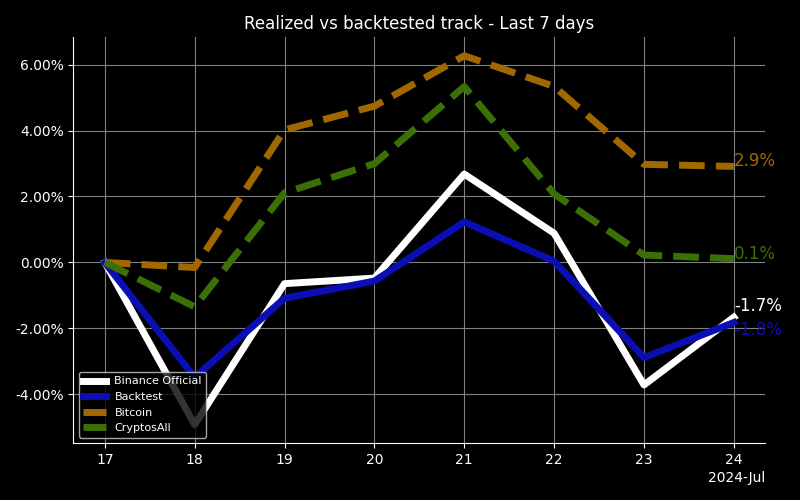 Realized vs backtested track - Last 7 days
6.00%
4.00%
2.00%
0.00%
-2.00%
-4.00%
2.9%
0.1%
-1.7%
-1.8%
Binance Official
Backtest
Bitcoin
CryptosAll
17 18 19 20 21 22 23 24
2024-Jul